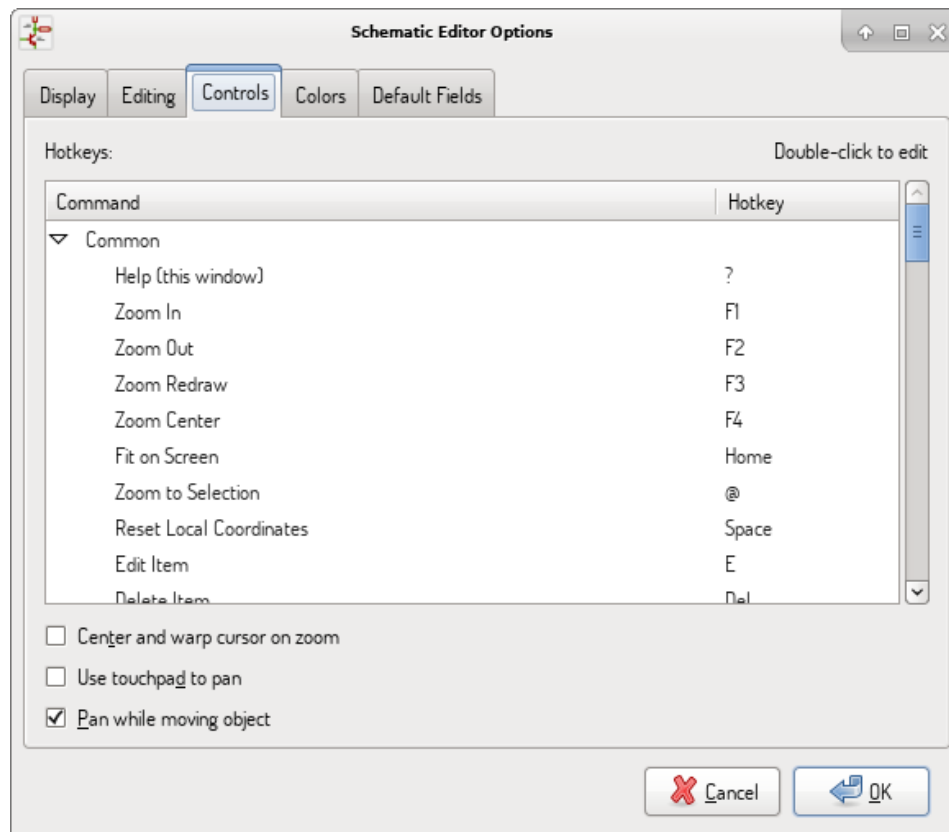 Schematic Editor Options
Display Editing Controls Colors Default Fields
Hotkeys: Double-click to edit
Command Hotkey
Common
Help (this window) ?
Zoom In F1
Zoom Out F2
Zoom Redraw F3
Zoom Center F4
Fit on Screen Home
Zoom to Selection @
Reset Local Coordinates Space
Edit Item E
Delete Item Del
Center and warp cursor on zoom
Use touchpad to pan
Pan while moving object
Cancel OK